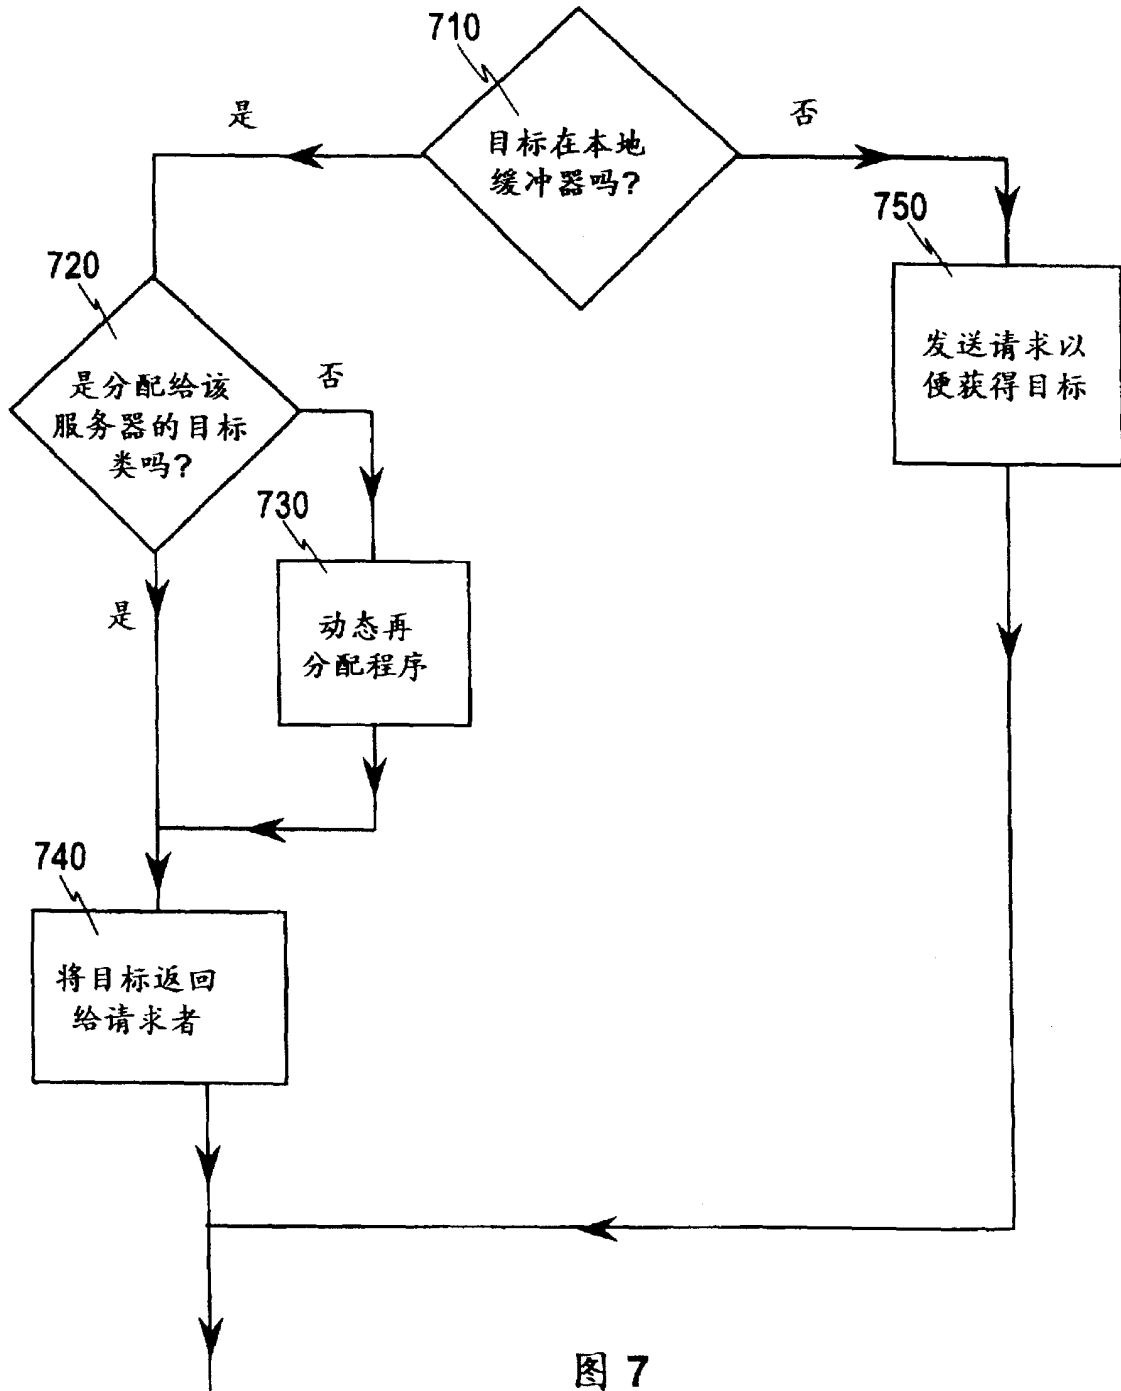 710
是
否
目标在本地
缓冲器吗?
750
720
发送请求以
便获得目标
否
是分配给该
服务器的目标
类吗?
730
是
动态再
分配程序
740
将目标返回
给请求者
图 7